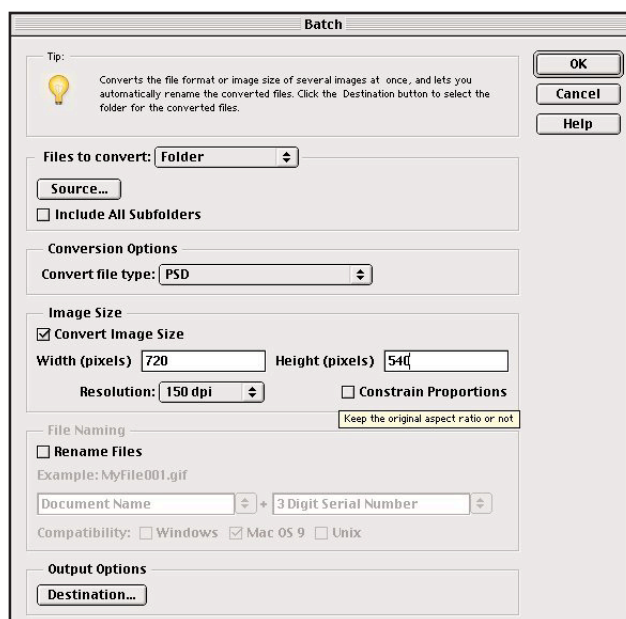 Batch
Tip:
Converts the file format or image size of several images at once, and lets you
automatically rename the converted files. Click the Destination button to select the
folder for the converted files.
OK
Cancel
Help
Files to convert: Folder
Source...
Include All Subfolders
Conversion Options
Convert file type: PSD
Image Size
Convert Image Size
Width (pixels) 720 Height (pixels) 540
Resolution: 150 dpi Constrain Proportions
Keep the original aspect ratio or not
File Naming
Rename Files
Example: MyFile001.gif
Document Name + 3 Digit Serial Number
Compatibility: Windows Mac OS 9 Unix
Output Options
Destination...